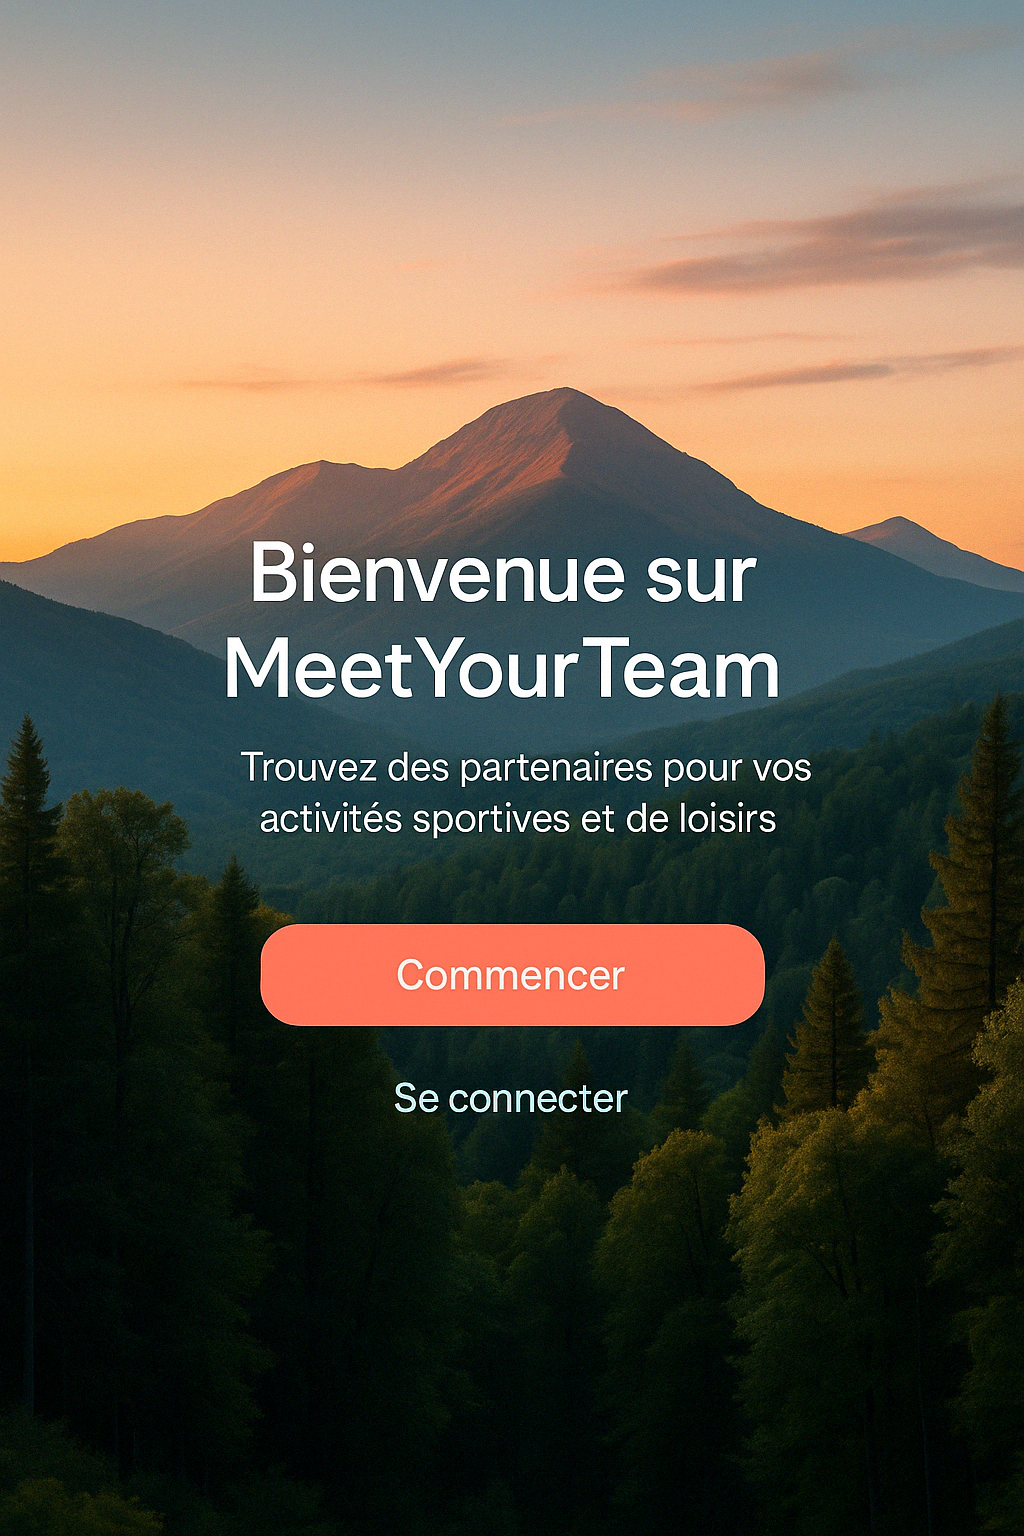 Bienvenue sur
MeetYourTeam
Trouvez des partenaires pour vos
activités sportives et de loisirs
Commencer
Se connecter